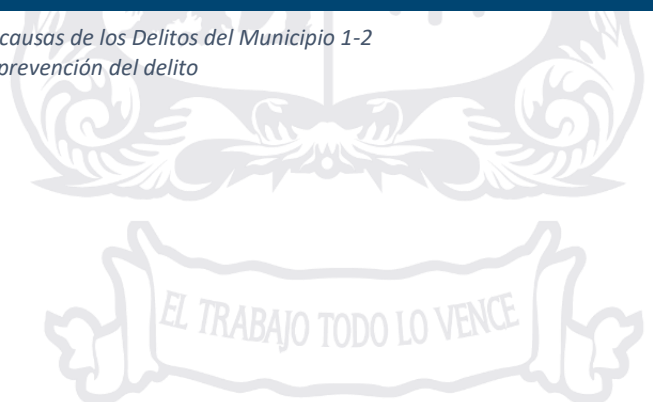 causas de los Delitos del Municipio 1-2
prevención del delito
EL TRABAJO TODO LO VENCE